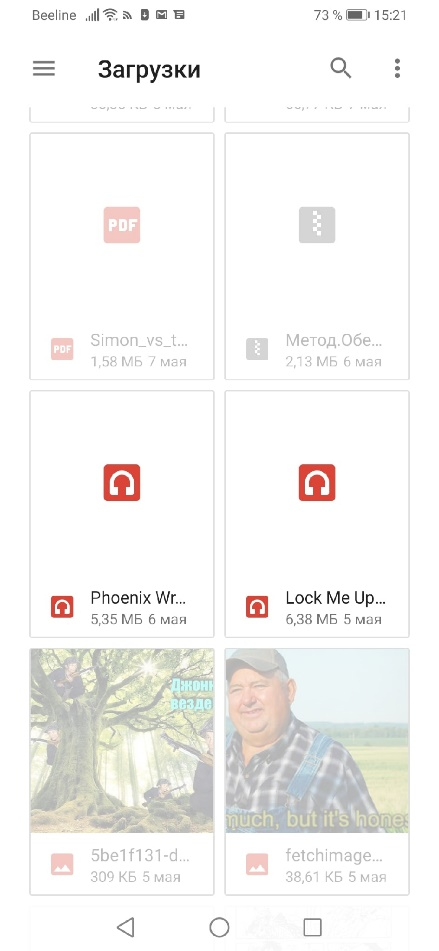 Beeline 73 % 15:21
Загрузки
PDF
PDF Simon_vs_t...
1,58 МБ 7 мая
Метод.Обе...
2,13 МБ 6 мая
Phoenix Wr...
5,35 МБ 6 мая
Lock Me Up...
6,38 МБ 5 мая
Джонн
везде
much, but it's hones
5be1f131-d...
309 КБ 5 мая
fetchimage...
38,61 КБ 5 мая